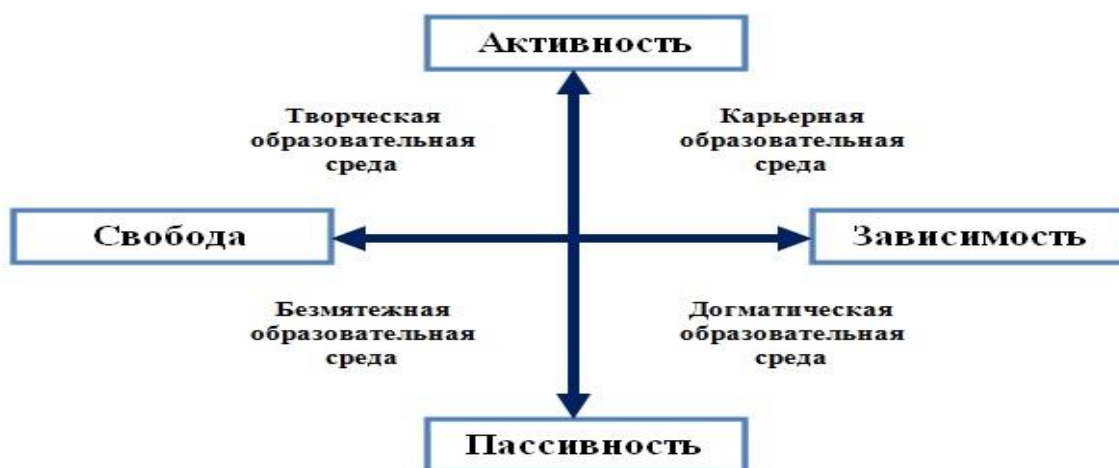 Активность
Творческая
образовательная
среда
Карьерная
образовательная
среда
Свобода
Зависимость
Безмятежная
образовательная
среда
Догматическая
образовательная
среда
Пассивность